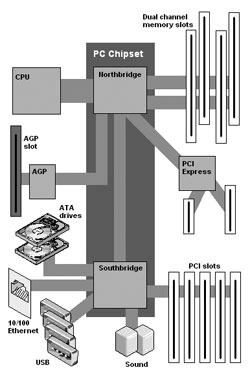 Dual channel
memory slots
PC Chipset
CPU
Northbridge
AGP
slot
AGP
PCI
Express
ATA
drives
Southbridge
PCI slots
10/100
Ethernet
USB
Sound